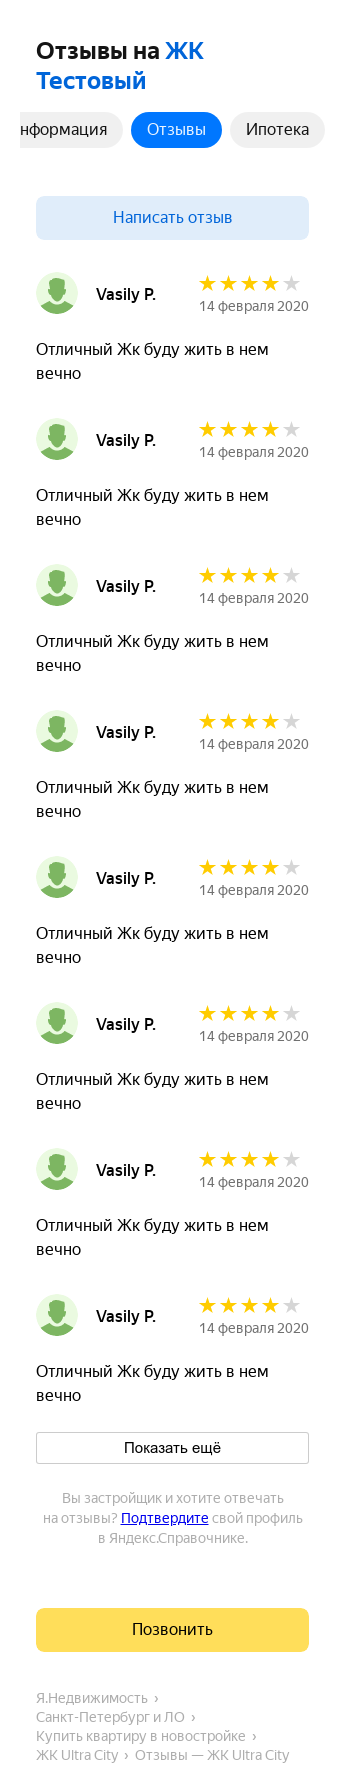 Отзывы на ЖК
Тестовый
нформация
Отзывы
Ипотека
Написать отзыв
Vasily P.
14 февраля 2020
Отличный Жк буду жить в нем
вечно
Vasily P.
14 февраля 2020
Отличный Жк буду жить в нем
вечно
Vasily P.
14 февраля 2020
Отличный Жк буду жить в нем
вечно
Vasily P.
14 февраля 2020
Отличный Жк буду жить в нем
вечно
Vasily P.
14 февраля 2020
Отличный Жк буду жить в нем
вечно
Vasily P.
14 февраля 2020
Отличный Жк буду жить в нем
вечно
Vasily P.
14 февраля 2020
Отличный Жк буду жить в нем
вечно
Vasily P.
14 февраля 2020
Отличный Жк буду жить в нем
вечно
Показать ещё
Вы застройщик и хотите отвечать
на отзывы? Подтвердите свой профиль
в Яндекс.Справочнике.
Позвонить
Я.Недвижимость ›
Санкт-Петербург и ЛО ›
Купить квартиру в новостройке ›
ЖК Ultra City › Отзывы — ЖК Ultra City